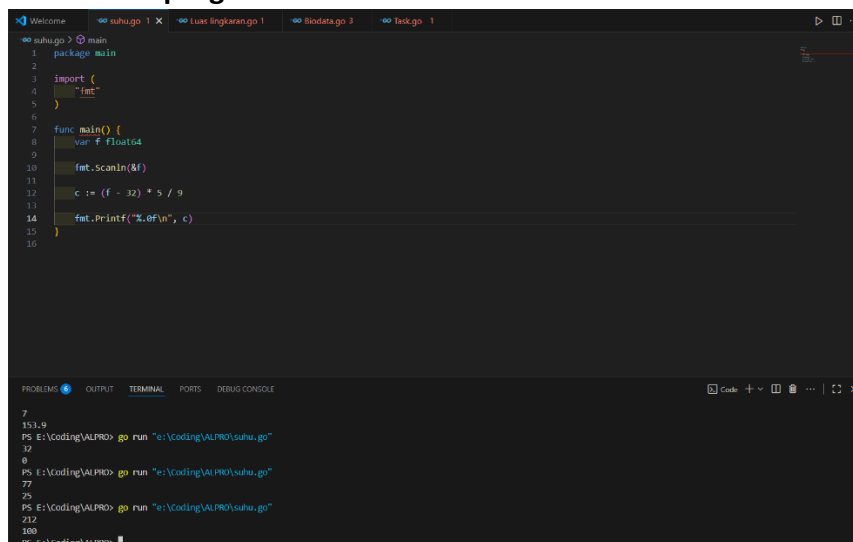 Welcome suhu.go 1 Luas lingkaran.go 1 Biodata.go 3 Task.go 1
suhu.go > main
1 package main
2
3 import (
4 "fmt"
5 )
6
7 func main() {
8 var f float64
9
10 fmt.Scanln(&f)
11
12 c := (f - 32) * 5 / 9
13
14 fmt.Printf("%.0f\n", c)
15 }
16
PROBLEMS 6 OUTPUT TERMINAL PORTS DEBUG CONSOLE Code
7
153.9
PS E:\Coding\ALPRO> go run "e:\Coding\ALPRO\suhu.go"
32
0
PS E:\Coding\ALPRO> go run "e:\Coding\ALPRO\suhu.go"
77
25
PS E:\Coding\ALPRO> go run "e:\Coding\ALPRO\suhu.go"
212
100
PS E:\Coding\ALPRO>